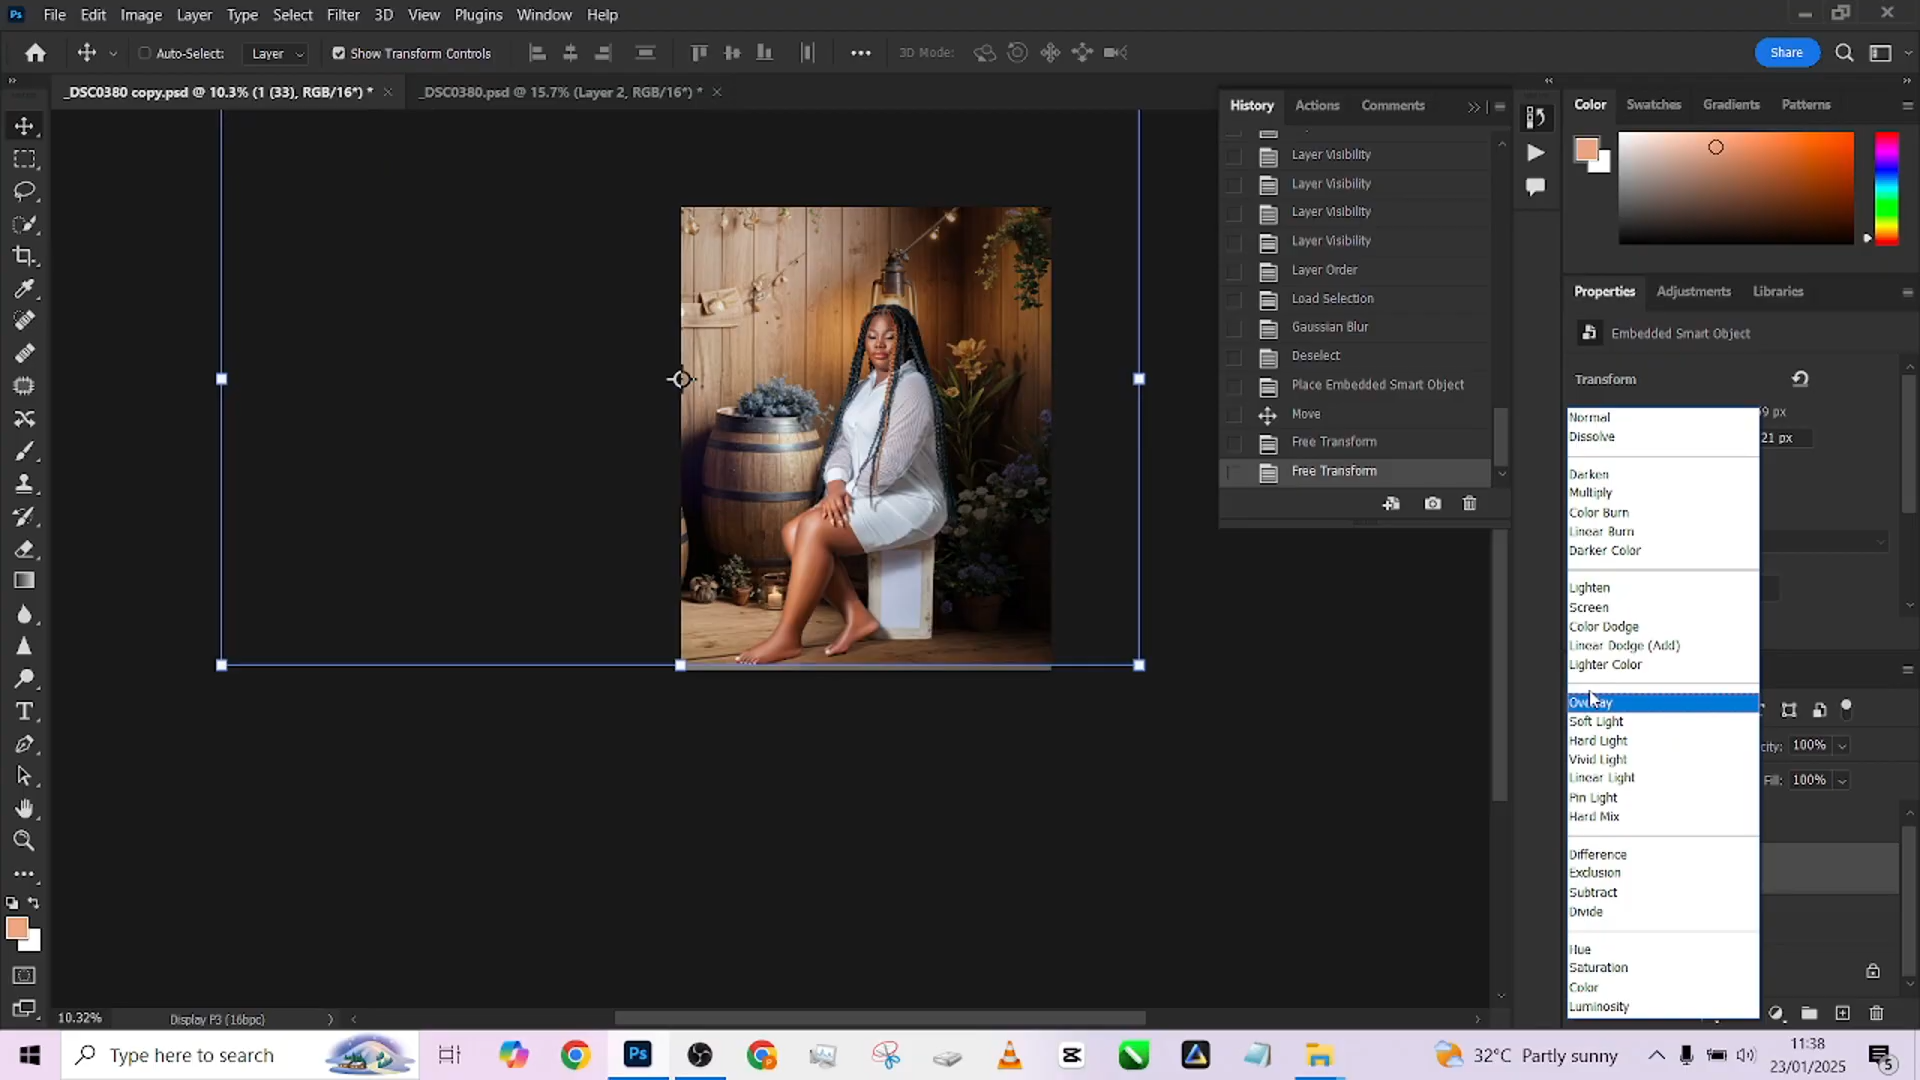 File Edit Image Layer Type Select Filter 3D View Plugins Window Help
Auto-Select: Layer Show Transform Controls 3D Mode: Share
_DSC0380 copy.psd @ 10.3% (1 (33), RGB/16*) * _DSC0380.psd @ 15.7% (Layer 2, RGB/16*) *
History Actions Comments
Layer Visibility
Layer Visibility
Layer Visibility
Layer Visibility
Layer Order
Load Selection
Gaussian Blur
Deselect
Place Embedded Smart Object
Move
Free Transform
Free Transform
Color Swatches Gradients Patterns
Properties Adjustments Libraries
Embedded Smart Object
Transform
9 px
21 px
Normal
Dissolve
Darken
Multiply
Color Burn
Linear Burn
Darker Color
Lighten
Screen
Color Dodge
Linear Dodge (Add)
Lighter Color
Overlay
Soft Light
Hard Light
Vivid Light
Linear Light
Pin Light
Hard Mix
Difference
Exclusion
Subtract
Divide
Hue
Saturation
Color
Luminosity
city: 100%
Fill: 100%
10.32% Display P3 (16bpc)
Type here to search
32°C Partly sunny
11:38
23/01/2025
5